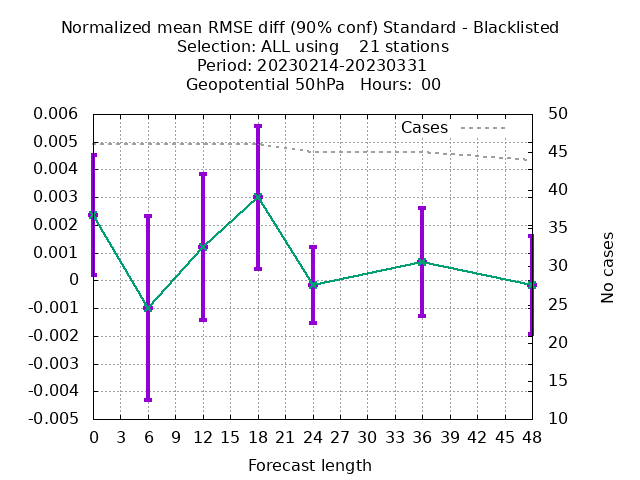 Normalized mean RMSE diff (90% conf) Standard - Blacklisted
Selection: ALL using    21 stations
Period: 20230214-20230331
Geopotential 50hPa   Hours:  00
Cases
0.006
0.005
0.004
0.003
0.002
0.001
0
-0.001
-0.002
-0.003
-0.004
-0.005
50
45
40
35
30
25
20
15
10
No cases
0 3 6 9 12 15 18 21 24 27 30 33 36 39 42 45 48
Forecast length